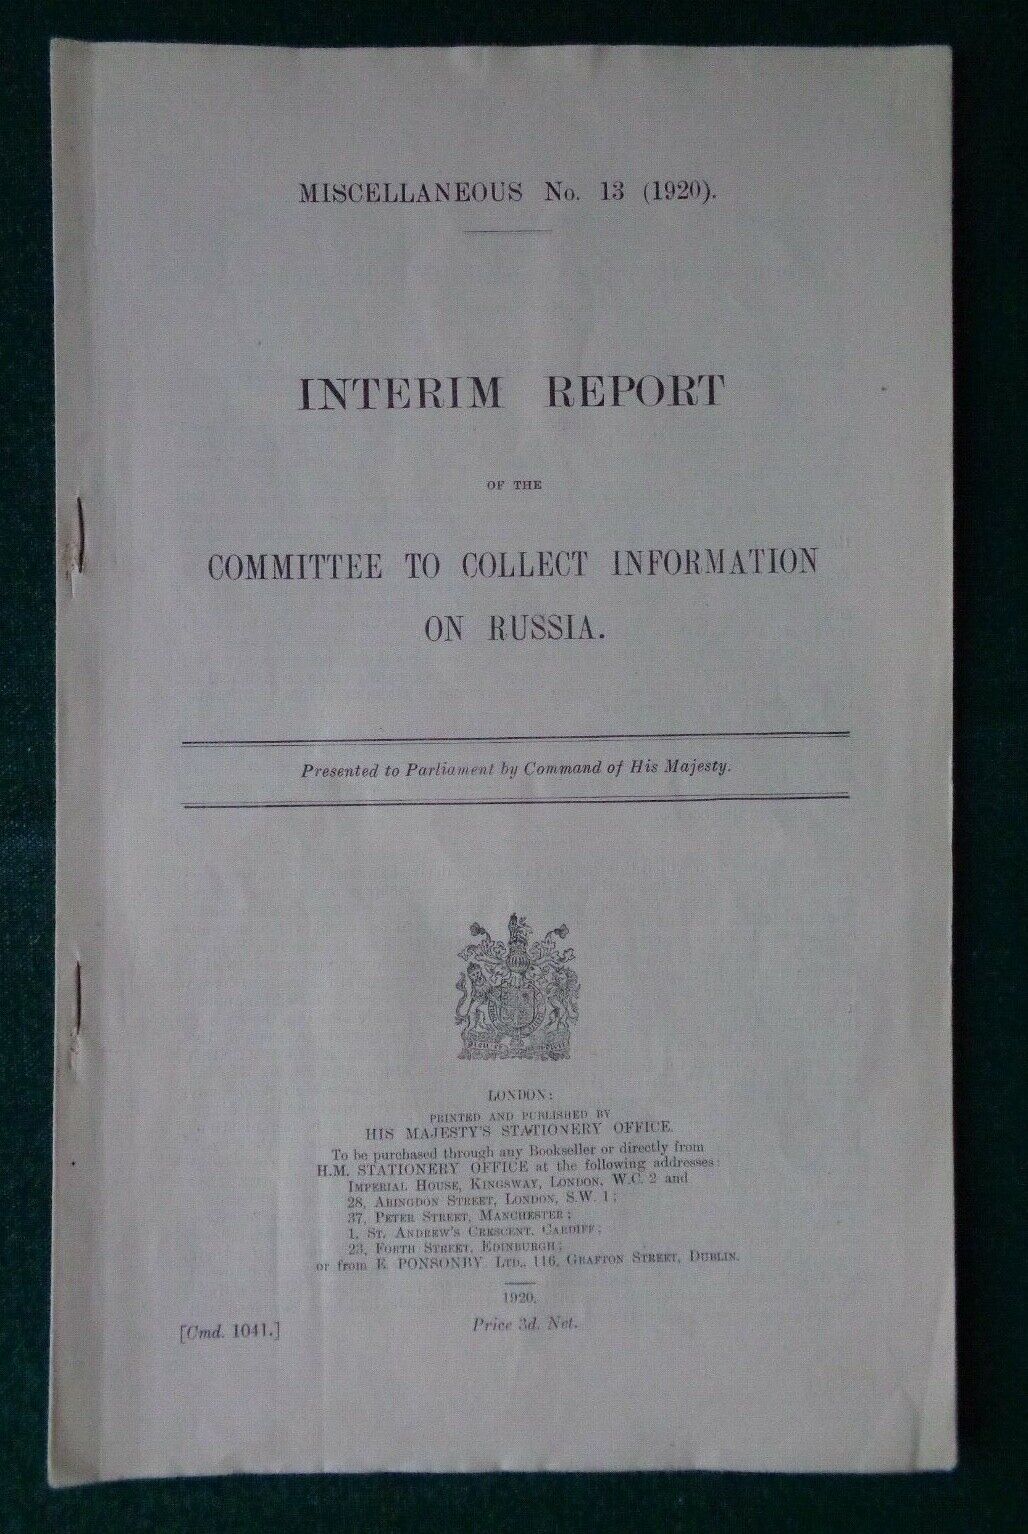 MISCELLANEOUS No. 13 (1920).
INTERIM REPORT
OF THE
COMMITTEE TO COLLECT INFORMATION
ON RUSSIA.
Presented to Parliament by Command of His Majesty.
LONDON:
PRINTED AND PUBLISHED BY
HIS MAJESTY'S STATIONERY OFFICE.
To be purchased through any Bookseller or directly from
H.M. STATIONERY OFFICE at the following addresses:
IMPERIAL HOUSE, KINGSWAY, LONDON, W.C. 2 and
28, ABINGDON STREET, LONDON, S.W. 1;
37, PETER STREET, MANCHESTER;
1, ST. ANDREW'S CRESCENT, CARDIFF;
23, FORTH STREET, EDINBURGH;
or from E. PONSONBY LTD., 116, GRAFTON STREET, DUBLIN.
1920.
[Cmd. 1041.]
Price 3d. Net.